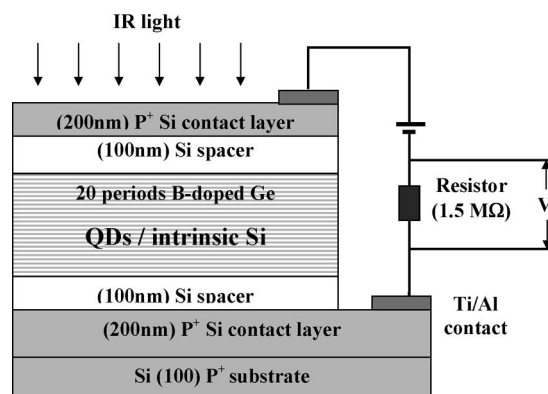 IR light
(200nm) P+ Si contact layer
(100nm) Si spacer
20 periods B-doped Ge
QDs / intrinsic Si
(100nm) Si spacer
(200nm) P+ Si contact layer
Si (100) P+ substrate
Resistor
(1.5 MΩ)
V
Ti/Al
contact